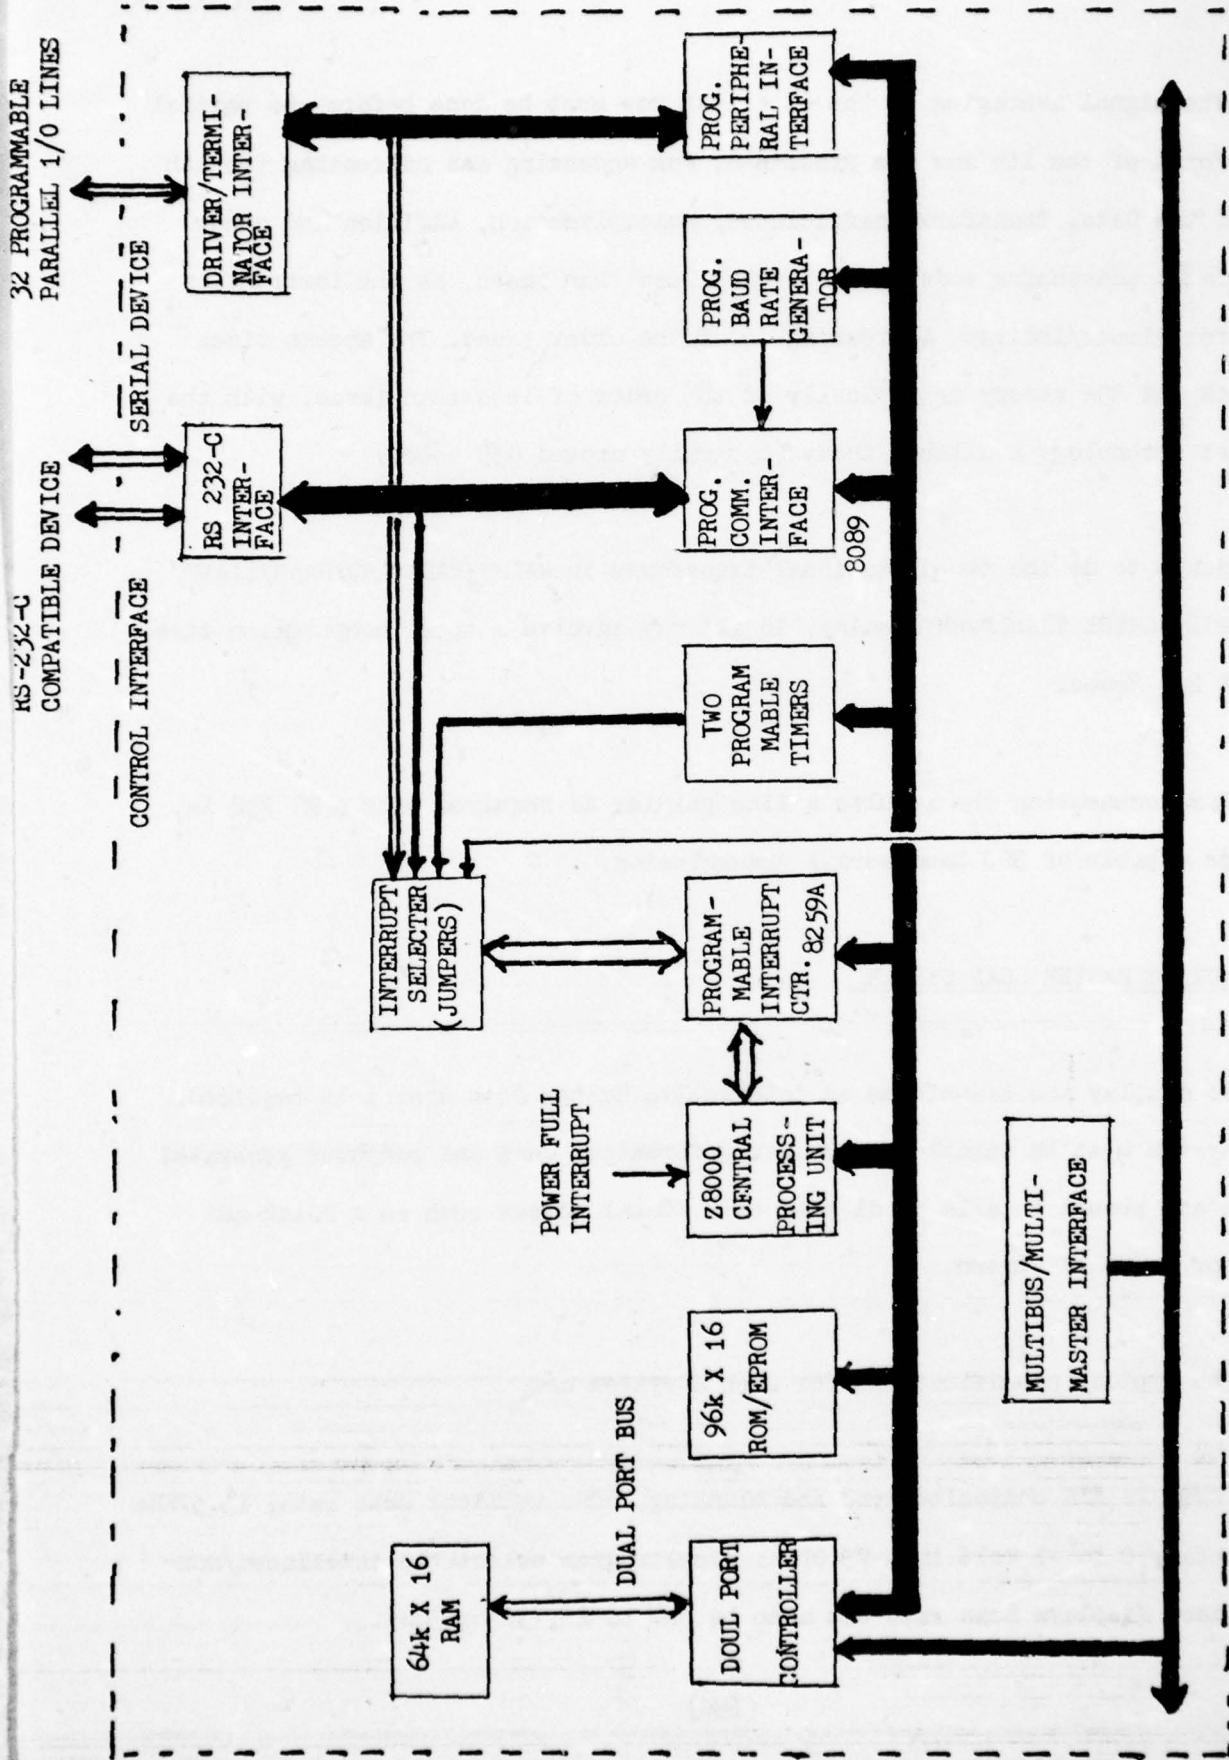 RS-232-C
COMPATIBLE DEVICE
32 PROGRAMMABLE
PARALLEL 1/0 LINES
CONTROL INTERFACE
SERIAL DEVICE
RS 232-C
INTER-
FACE
DRIVER/TERMI-
NATOR INTER-
FACE
INTERRUPT
SELECTER
(JUMPERS)
64k X 16
RAM
DUAL PORT BUS
POWER FULL
INTERRUPT
DOUL PORT
CONTROLLER
96k X 16
ROM/EPROM
Z8000
CENTRAL
PROCESS-
ING UNIT
PROGRAM-
MABLE
INTERRUPT
CTR. 8259A
TWO
PROGRAM
MABLE
TIMERS
PROG.
COMM.
INTER-
FACE
8089
PROG.
BAUD
RATE
GENERA-
TOR
PROG.
PERIPHE-
RAL IN-
TERFACE
MULTIBUS/MULTI-
MASTER INTERFACE